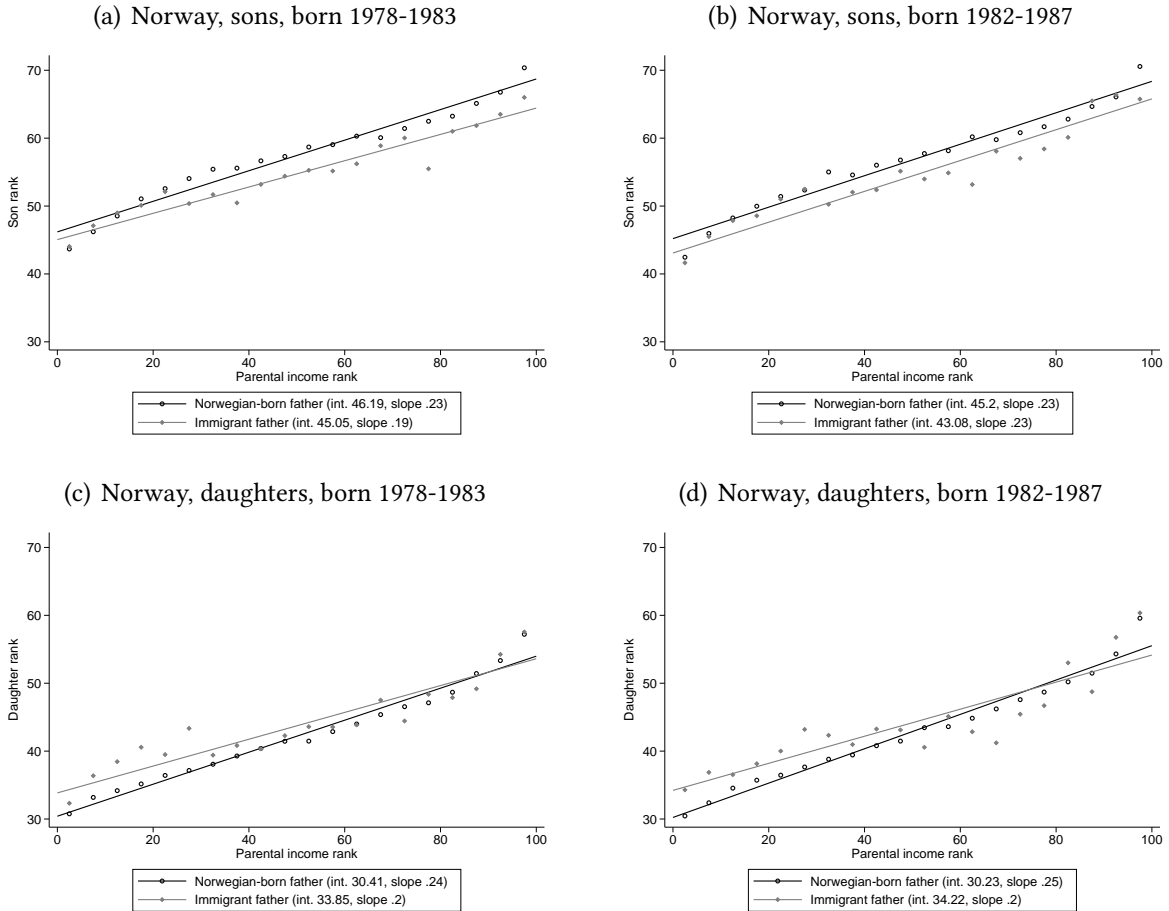 (a) Norway, sons, born 1978-1983
(b) Norway, sons, born 1982-1987
70
60
50
40
30
Son rank
0 20 40 60 80 100
Parental income rank
Norwegian-born father (int. 46.19, slope .23)
Immigrant father (int. 45.05, slope .19)
70
60
50
40
30
Son rank
0 20 40 60 80 100
Parental income rank
Norwegian-born father (int. 45.2, slope .23)
Immigrant father (int. 43.08, slope .23)
(c) Norway, daughters, born 1978-1983
(d) Norway, daughters, born 1982-1987
70
60
50
40
30
Daughter rank
0 20 40 60 80 100
Parental income rank
Norwegian-born father (int. 30.41, slope .24)
Immigrant father (int. 33.85, slope .2)
70
60
50
40
30
Daughter rank
0 20 40 60 80 100
Parental income rank
Norwegian-born father (int. 30.23, slope .25)
Immigrant father (int. 34.22, slope .2)